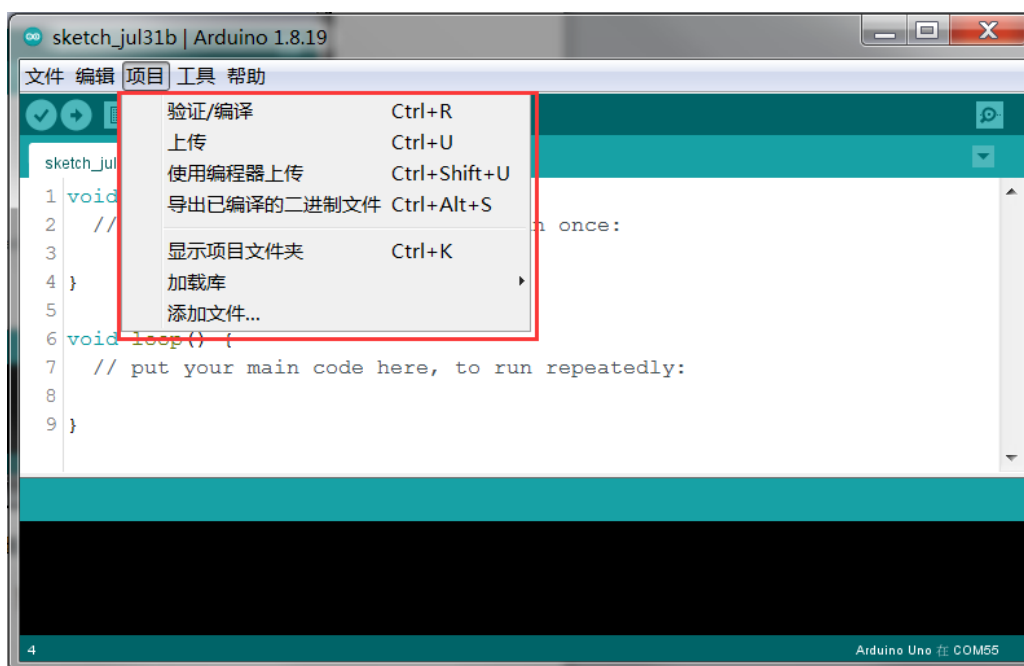 sketch_jul31b | Arduino 1.8.19
文件 编辑 项目 工具 帮助
验证/编译 Ctrl+R
上传 Ctrl+U
使用编程器上传 Ctrl+Shift+U
导出已编译的二进制文件 Ctrl+Alt+S
显示项目文件夹 Ctrl+K
加载库
添加文件...
sketch_jul
1 void
2 // n once:
3
4 }
5
6 void loop() {
7 // put your main code here, to run repeatedly:
8
9 }
4 Arduino Uno 在 COM55